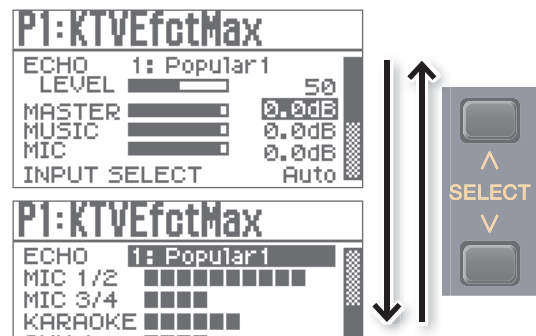 P1:KTVEfctMax
ECHO 1: Popular1
LEVEL 50
MASTER 0.0dB
MUSIC 0.0dB
MIC 0.0dB
INPUT SELECT Auto
SELECT
P1:KTVEfctMax
ECHO 1: Popular1
MIC 1/2
MIC 3/4
KARAOKE